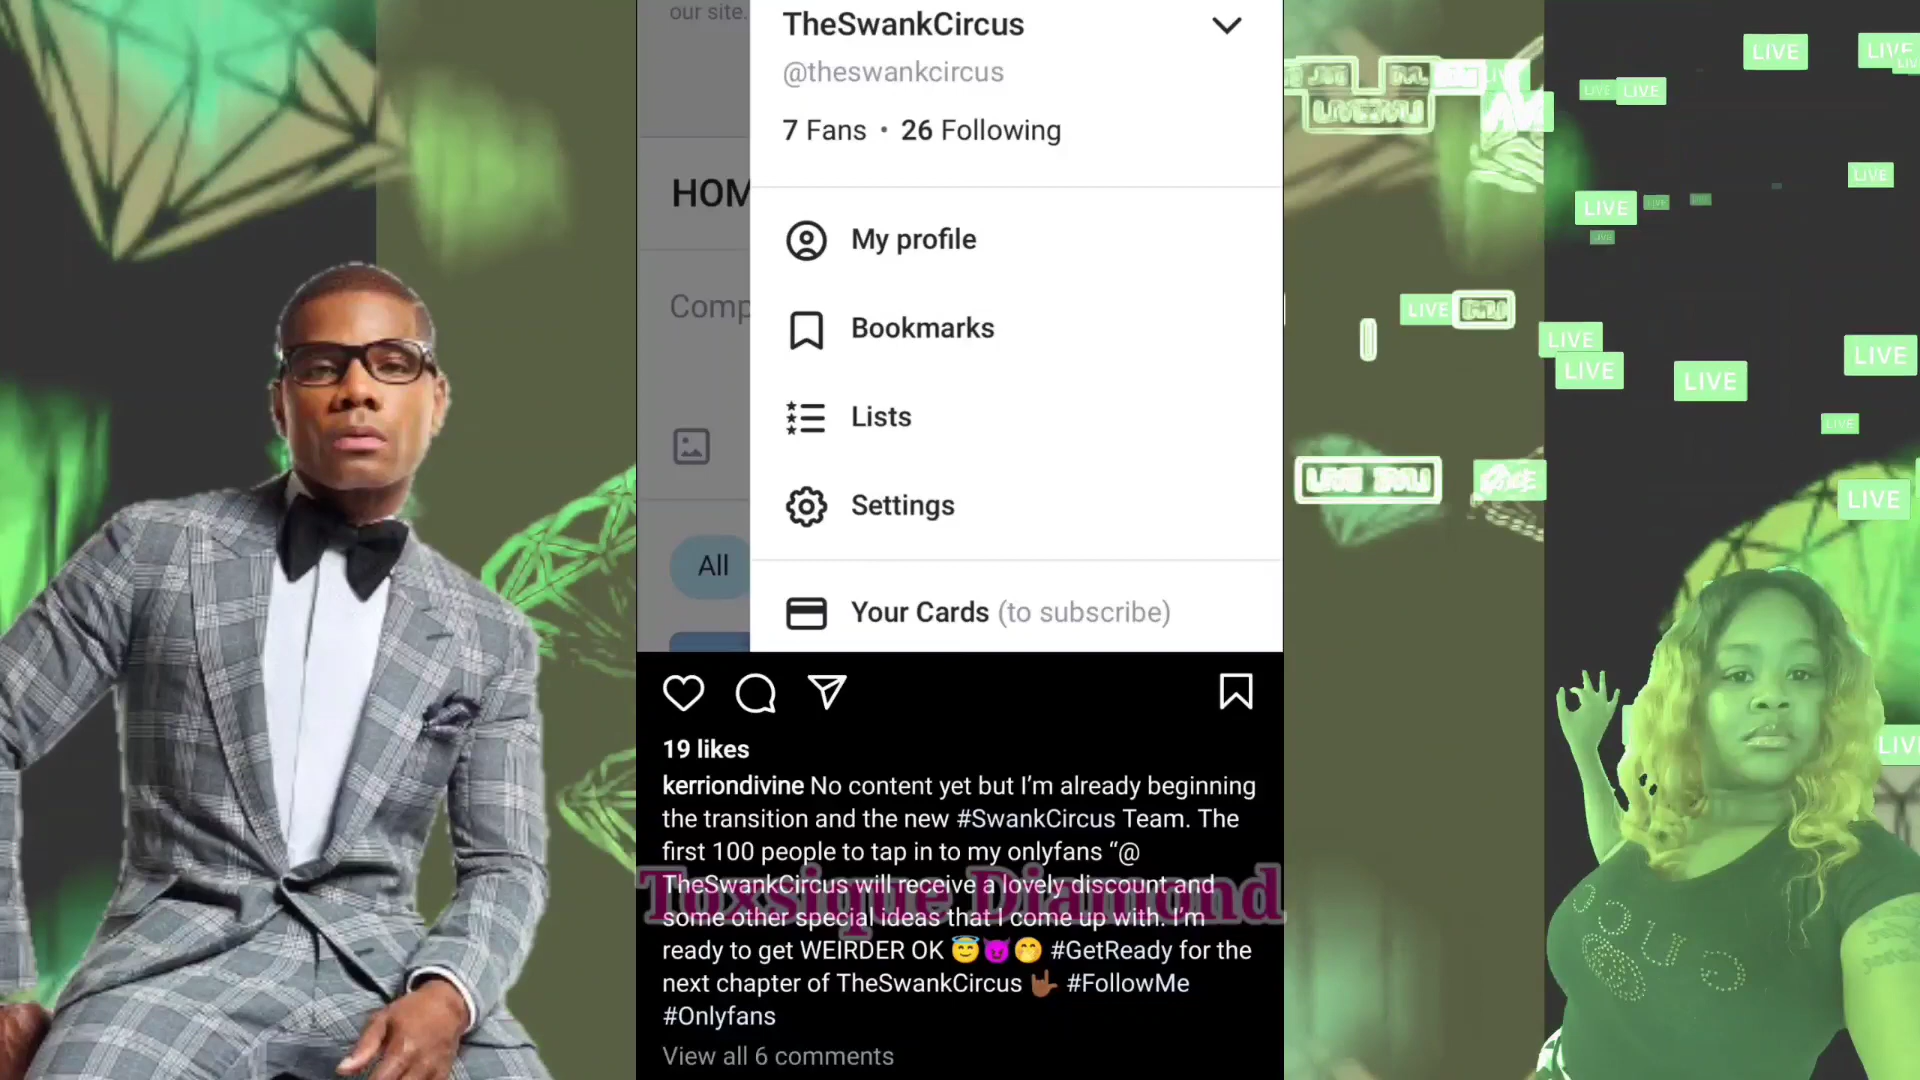 our site.
TheSwankCircus
@theswankcircus
7 Fans • 26 Following
HOM
My profile
Comp
Bookmarks
Lists
Settings
All
Your Cards (to subscribe)
19 likes
kerriondivine No content yet but I’m already beginning
the transition and the new #SwankCircus Team. The
first 100 people to tap in to my onlyfans “@
TheSwankCircus will receive a lovely discount and
some other special ideas that I come up with. I’m
ready to get WEIRDER OK 😇😈🤭 #GetReady for the
next chapter of TheSwankCircus 🤟🏾 #FollowMe
#Onlyfans
View all 6 comments
Toxsique Diamond
LIVE
LIVE
LIVE
LIVE
LIVE
LIVE
LIVE
LIVE
LIVE
LIVE
LIVE
LIVE
LIVE
LIVE